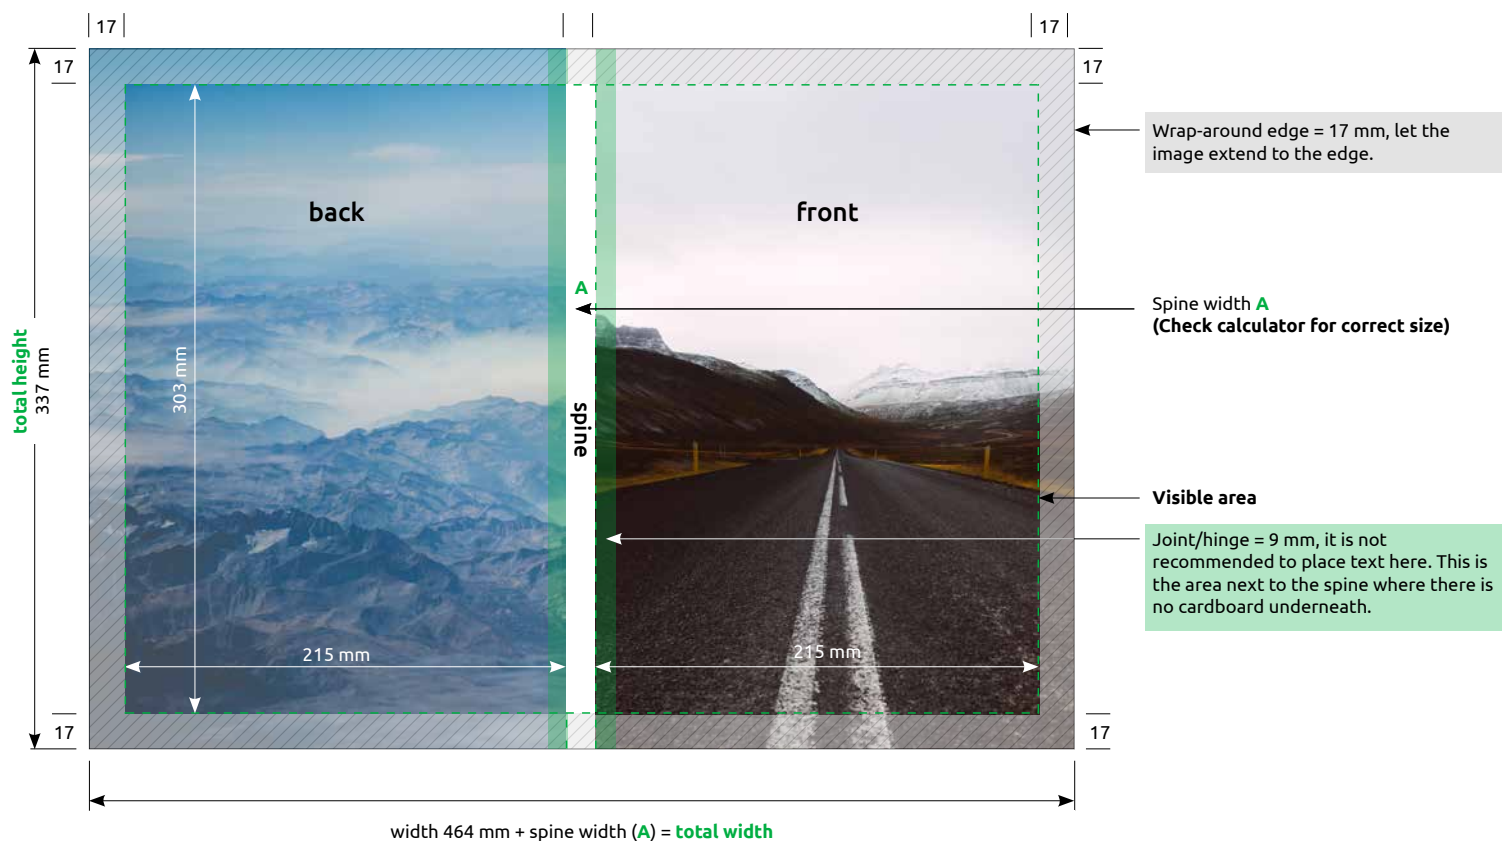 17
17
17
17
back
front
Wrap-around edge = 17 mm, let the
image extend to the edge.
A
Spine width A
(Check calculator for correct size)
total height
337 mm
303 mm
spine
Visible area
Joint/hinge = 9 mm, it is not
recommended to place text here. This is
the area next to the spine where there is
no cardboard underneath.
215 mm
215 mm
17
17
width 464 mm + spine width (A) = total width